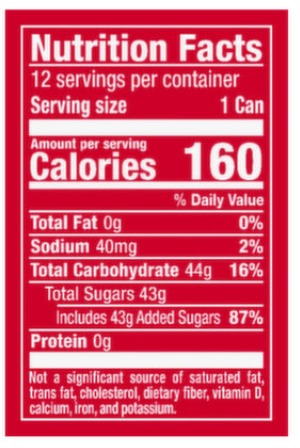 Nutrition Facts
12 servings per container
Serving size 1 Can
Amount per serving
Calories 160
% Daily Value
Total Fat 0g 0%
Sodium 40mg 2%
Total Carbohydrate 44g 16%
Total Sugars 43g
Includes 43g Added Sugars 87%
Protein 0g
Not a significant source of saturated fat,
trans fat, cholesterol, dietary fiber, vitamin D,
calcium, iron, and potassium.